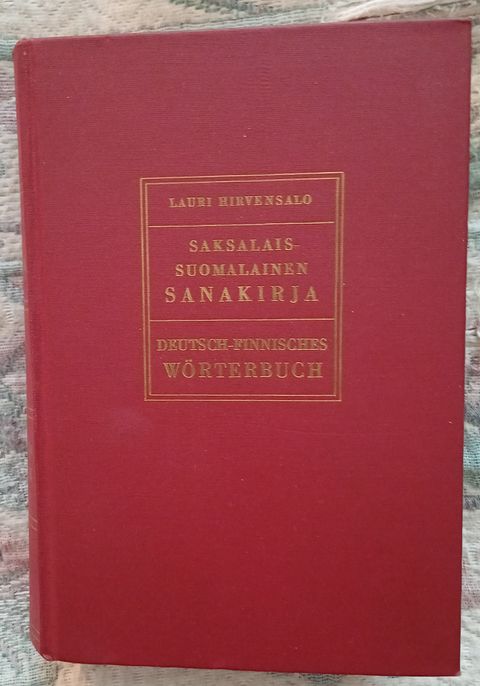 LAURI HIRVENSALO
SAKSALAIS-
SUOMALAINEN
SANAKIRJA
DEUTSCH-FINNISCHES
WÖRTERBUCH